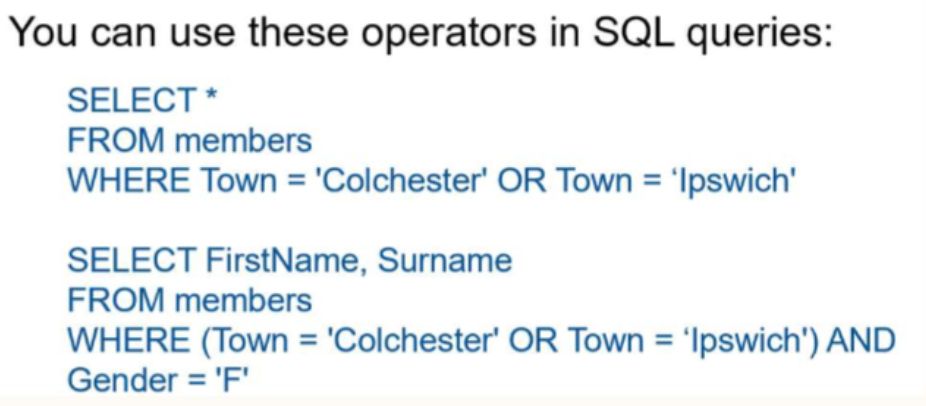 You can use these operators in SQL queries:
SELECT *
FROM members
WHERE Town = 'Colchester' OR Town = ‘Ipswich'
SELECT FirstName, Surname
FROM members
WHERE (Town = 'Colchester' OR Town = ‘Ipswich') AND
Gender = 'F'